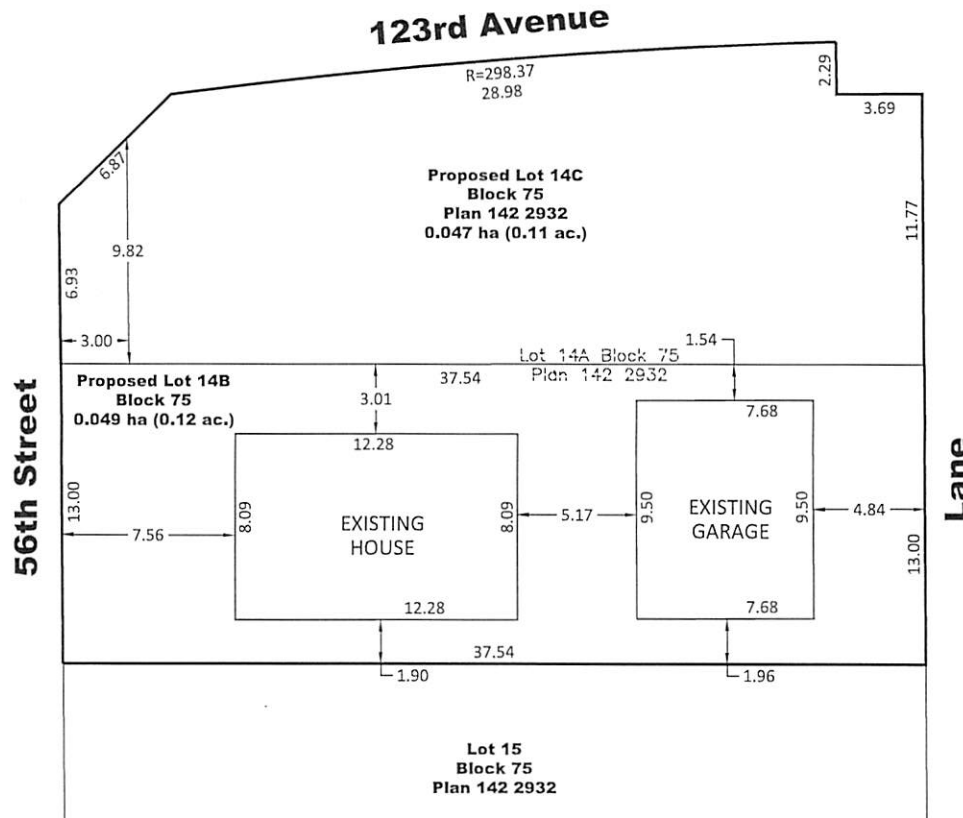 123rd Avenue
R=298.37
28.98
2.29
3.69
6.87
Proposed Lot 14C
Block 75
Plan 142 2932
0.047 ha (0.11 ac.)
11.77
9.82
6.93
3.00
1.54
Lot 14A Block 75
37.54
Plan 142 2932
Proposed Lot 14B
Block 75
0.049 ha (0.12 ac.)
3.01
7.68
12.28
56th Street
13.00
7.56
8.09
EXISTING
HOUSE
8.09
5.17
9.50
EXISTING
GARAGE
9.50
4.84
13.00
Lane
12.28
7.68
37.54
1.90
1.96
Lot 15
Block 75
Plan 142 2932